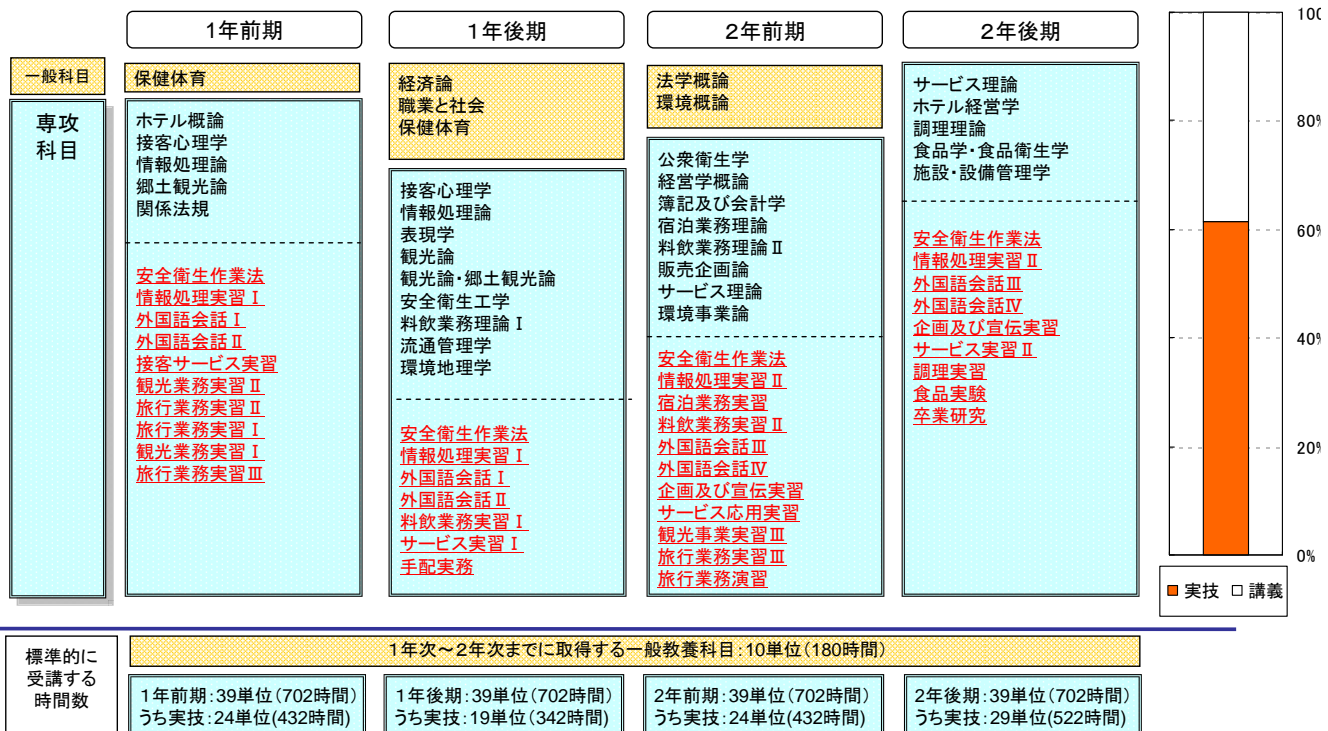 1年前期
1年後期
2年前期
2年後期
一般科目
保健体育
経済論
職業と社会
保健体育
法学概論
環境概論
専攻
科目
ホテル概論
接客心理学
情報処理論
郷土観光論
関係法規
安全衛生作業法
情報処理実習Ⅰ
外国語会話Ⅰ
外国語会話Ⅱ
接客サービス実習
観光業務実習Ⅱ
旅行業務実習Ⅱ
旅行業務実習Ⅰ
観光業務実習Ⅰ
旅行業務実習Ⅲ
接客心理学
情報処理論
表現学
観光論
観光論・郷土観光論
安全衛生工学
料飲業務理論Ⅰ
流通管理学
環境地理学
安全衛生作業法
情報処理実習Ⅰ
外国語会話Ⅰ
外国語会話Ⅱ
料飲業務実習Ⅰ
サービス実習Ⅰ
手配実務
公衆衛生学
経営学概論
簿記及び会計学
宿泊業務理論
料飲業務理論Ⅱ
販売企画論
サービス理論
環境事業論
安全衛生作業法
情報処理実習Ⅱ
宿泊業務実習
料飲業務実習Ⅱ
外国語会話Ⅲ
外国語会話Ⅳ
企画及び宣伝実習
サービス応用実習
観光事業実習Ⅲ
旅行業務実習Ⅲ
旅行業務演習
サービス理論
ホテル経営学
調理理論
食品学・食品衛生学
施設・設備管理学
安全衛生作業法
情報処理実習Ⅱ
外国語会話Ⅲ
外国語会話Ⅳ
企画及び宣伝実習
サービス実習Ⅱ
調理実習
食品実験
卒業研究
100
80%
60%
40%
20%
0%
実技 講義
標準的に
受講する
時間数
1年次～2年次までに取得する一般教養科目：10単位(180時間)
1年前期：39単位(702時間)
うち実技：24単位(432時間)
1年後期：39単位(702時間)
うち実技：19単位(342時間)
2年前期：39単位(702時間)
うち実技：24単位(432時間)
2年後期：39単位(702時間)
うち実技：29単位(522時間)